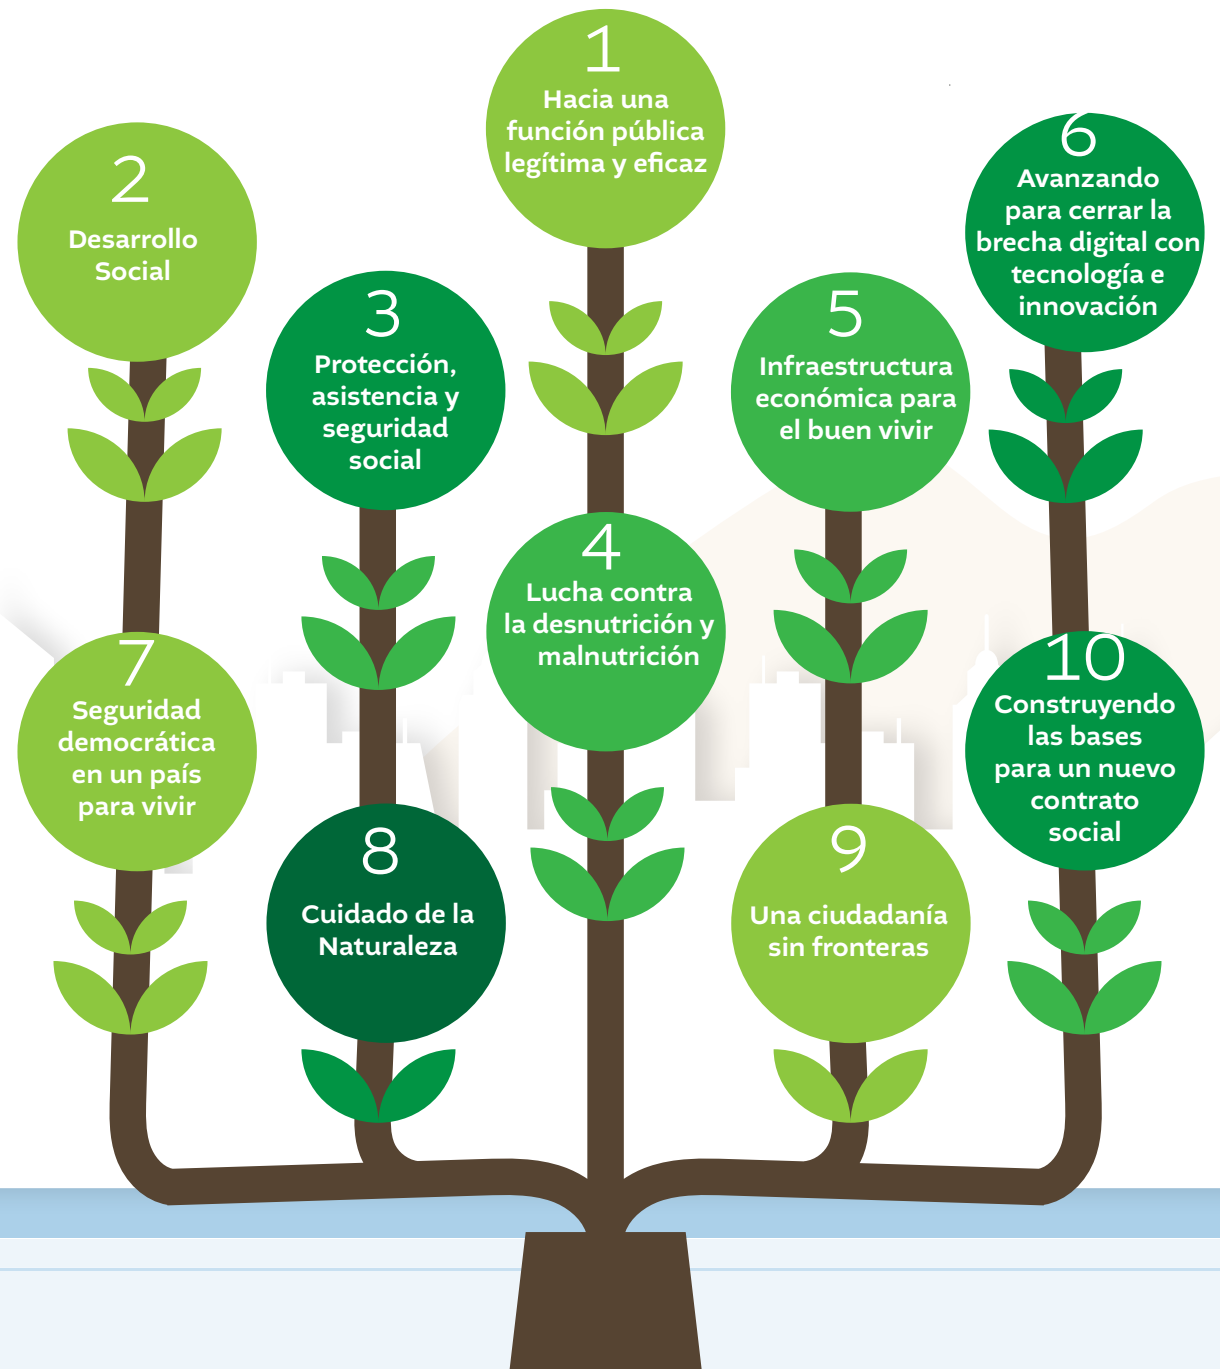 1
Hacia una
función pública
legítima y eficaz
2
Desarrollo
Social
3
Protección,
asistencia y
seguridad
social
4
Lucha contra
la desnutrición y
malnutrición
5
Infraestructura
económica para
el buen vivir
6
Avanzando
para cerrar la
brecha digital con
tecnología e
innovación
7
Seguridad
democrática
en un país
para vivir
8
Cuidado de la
Naturaleza
9
Una ciudadanía
sin fronteras
10
Construyendo
las bases
para un nuevo
contrato
social